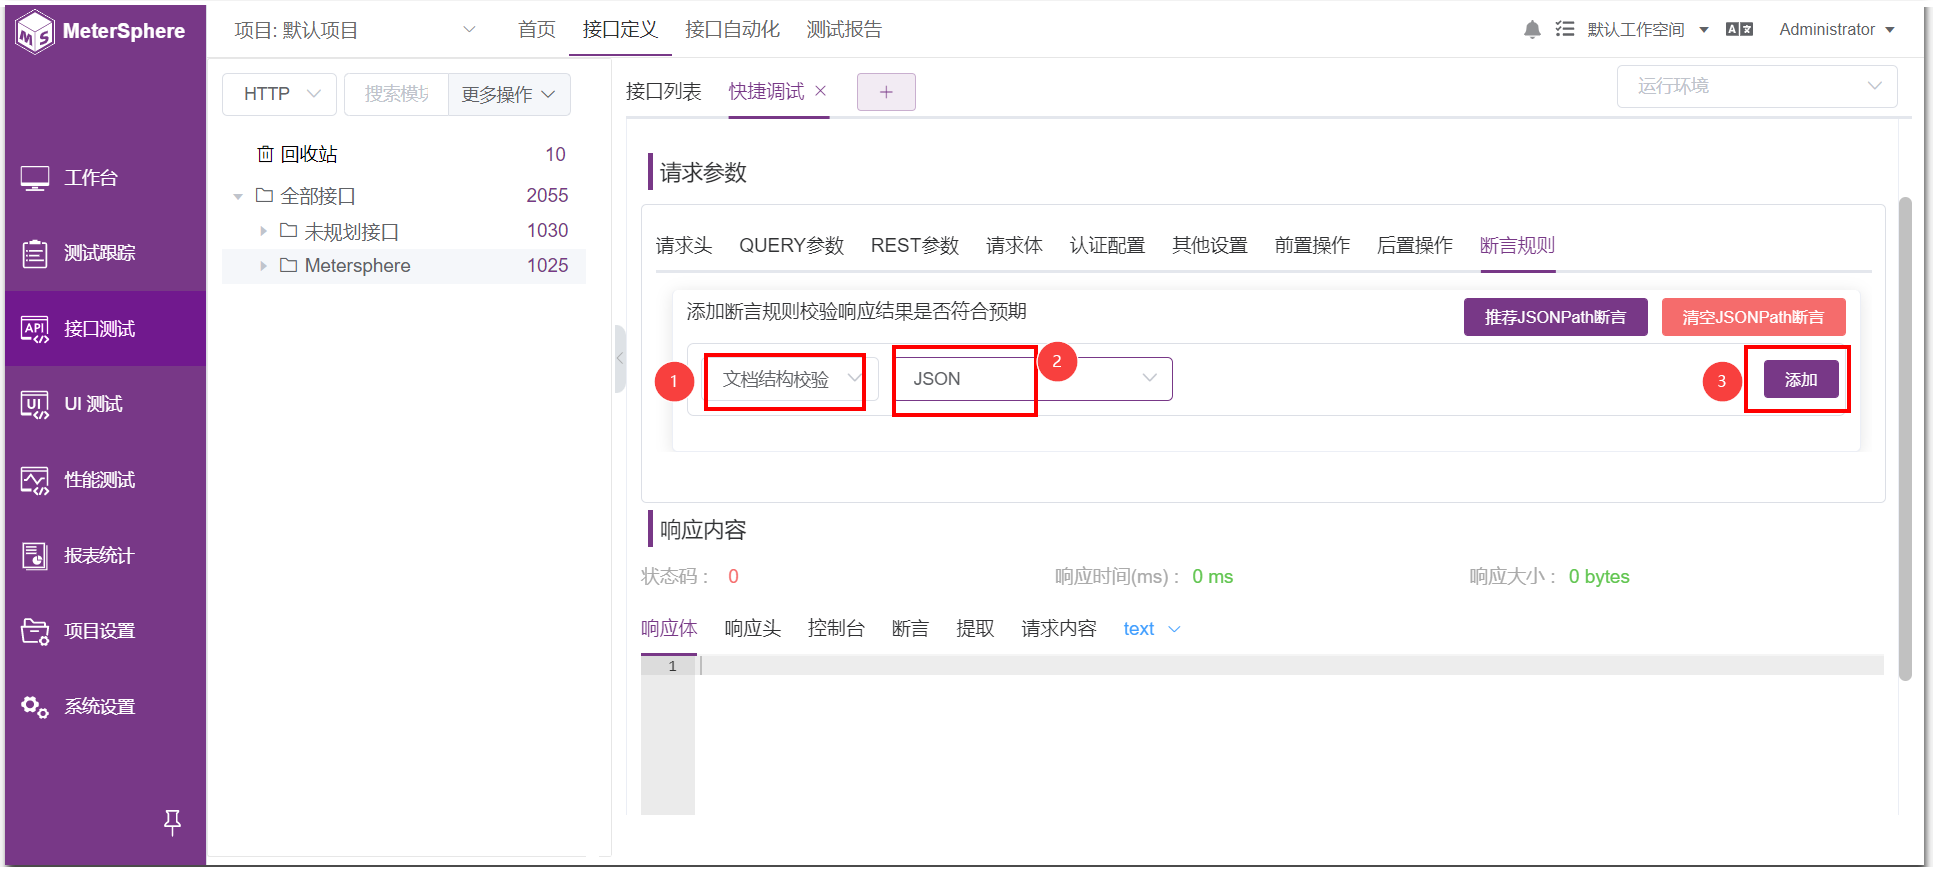 MeterSphere
项目: 默认项目
首页
接口定义
接口自动化
测试报告
默认工作空间
Administrator
工作台
测试跟踪
接口测试
UI 测试
性能测试
报表统计
项目设置
系统设置
HTTP
搜索模块
更多操作
回收站 10
全部接口 2055
未规划接口 1030
Metersphere 1025
接口列表
快捷调试
+
运行环境
请求参数
请求头
QUERY参数
REST参数
请求体
认证配置
其他设置
前置操作
后置操作
断言规则
添加断言规则校验响应结果是否符合预期
推荐JSONPath断言
清空JSONPath断言
1
文档结构校验
JSON
2
3
添加
响应内容
状态码 : 0
响应时间(ms) : 0 ms
响应大小 : 0 bytes
响应体
响应头
控制台
断言
提取
请求内容
text
1